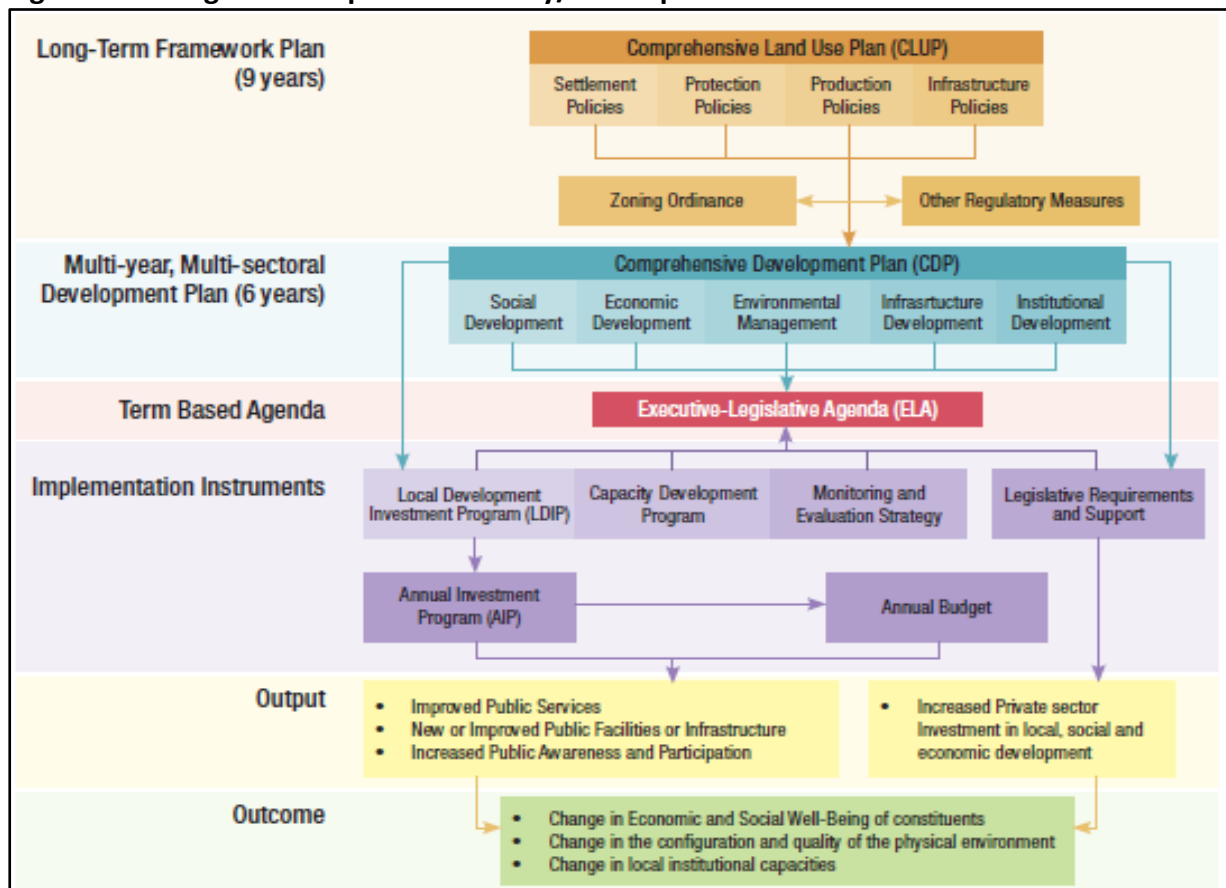 Long-Term Framework Plan
(9 years)
Comprehensive Land Use Plan (CLUP)
Settlement
Policies
Protection
Policies
Production
Policies
Infrastructure
Policies
Zoning Ordinance
Other Regulatory Measures
Multi-year, Multi-sectoral
Development Plan (6 years)
Comprehensive Development Plan (CDP)
Social
Development
Economic
Development
Environmental
Management
Infrasrtucture
Development
Institutional
Development
Term Based Agenda
Executive-Legislative Agenda (ELA)
Implementation Instruments
Local Development
Investment Program (LDIP)
Capacity Development
Program
Monitoring and
Evaluation Strategy
Legislative Requirements
and Support
Annual Investment
Program (AIP)
Annual Budget
Output
• Improved Public Services
• New or Improved Public Facilities or Infrastructure
• Increased Public Awareness and Participation
• Increased Private sector
Investment in local, social and
economic development
Outcome
• Change in Economic and Social Well-Being of constituents
• Change in the configuration and quality of the physical environment
• Change in local institutional capacities